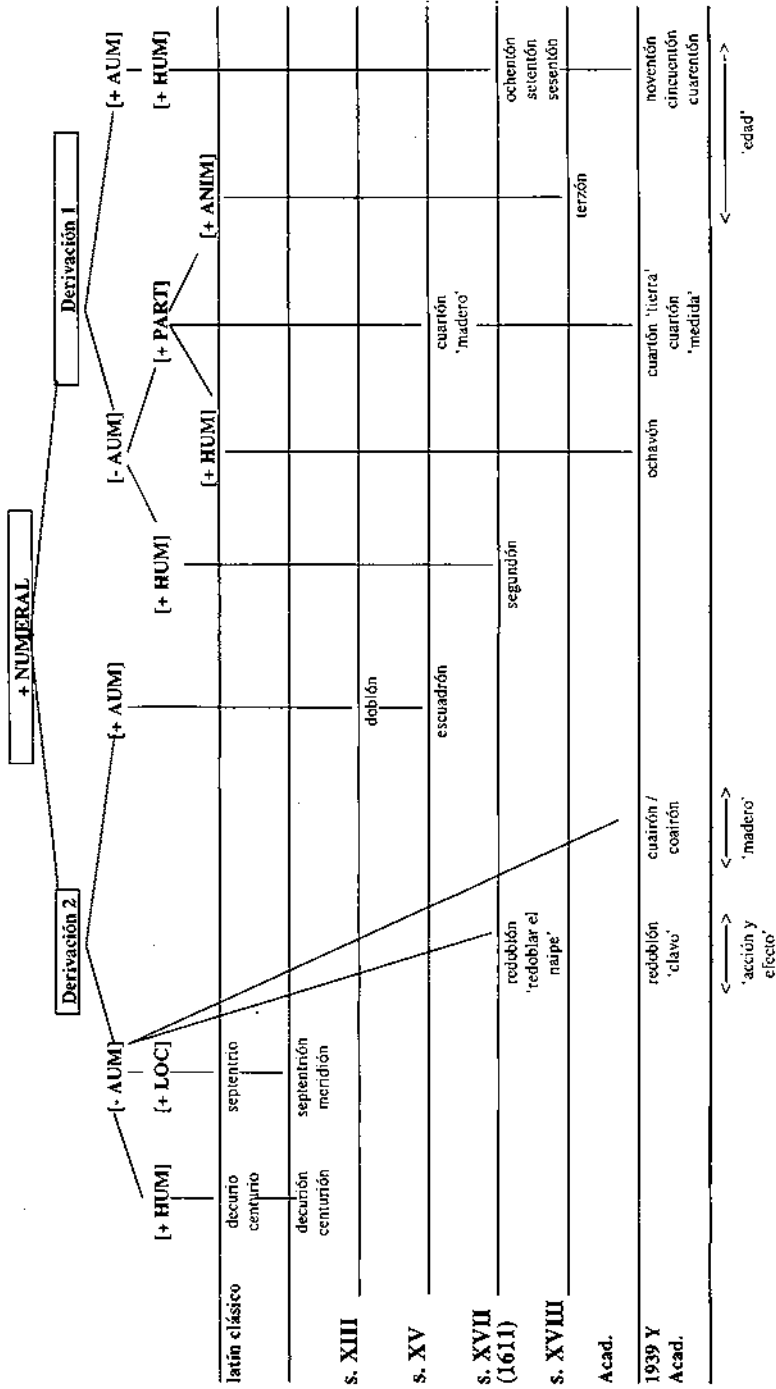 + NUMERAL
Derivación 2
Derivación 1
[- AUM]
[+ AUM]
[- AUM]
[+ AUM]
[+ HUM]
[+ LOC]
[+ HUM]
[+ PART]
[+ HUM]
[+ HUM]
[+ ANIM]
latín clásico
decurio
centurio
septentrio
decurión
centurión
septentrión
meridión
s. XIII
doblón
s. XV
escuadrón
cuartón
'madero'
s. XVII
(1611)
redoblón
'redoblar el
naipe'
segundón
ochentón
setentón
sesentón
s. XVIII
terzón
Acad.
1939 Y
Acad.
redoblón
'clavo'
cuairón /
coairón
ochavón
cuartón 'tierra'
cuartón
'medida'
noventón
cincuentón
cuarentón
<——>
'acción y
efecto'
<——>
'madero'
<——>
'edad'